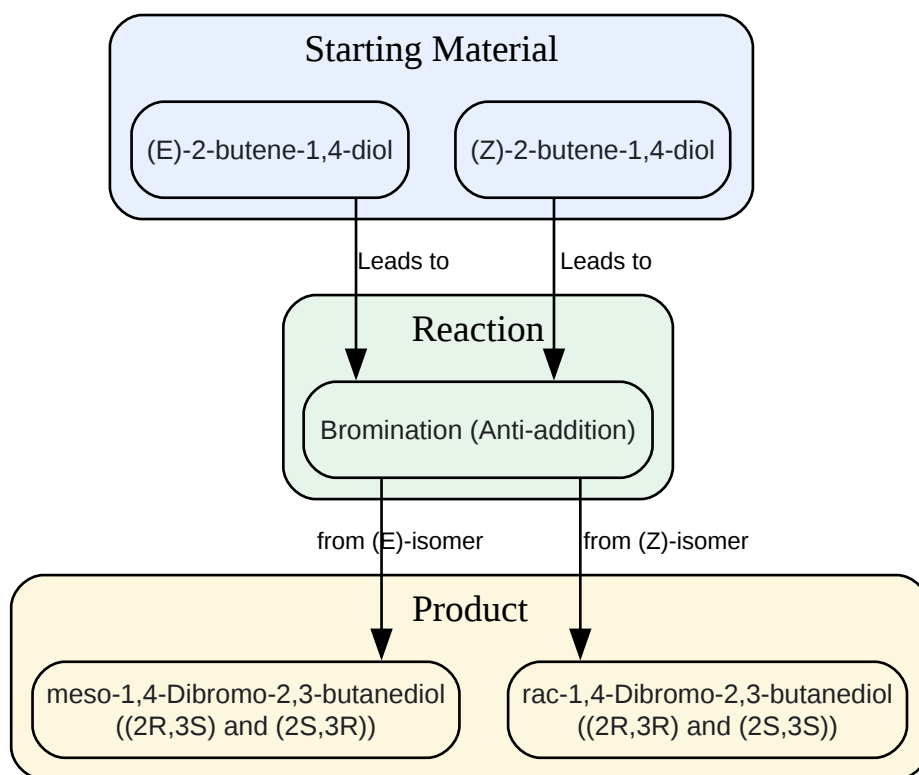 Starting Material
(E)-2-butene-1,4-diol
(Z)-2-butene-1,4-diol
Leads to
Leads to
Reaction
Bromination (Anti-addition)
from (E)-isomer
from (Z)-isomer
Product
meso-1,4-Dibromo-2,3-butanediol
((2R,3S) and (2S,3R))
rac-1,4-Dibromo-2,3-butanediol
((2R,3R) and (2S,3S))